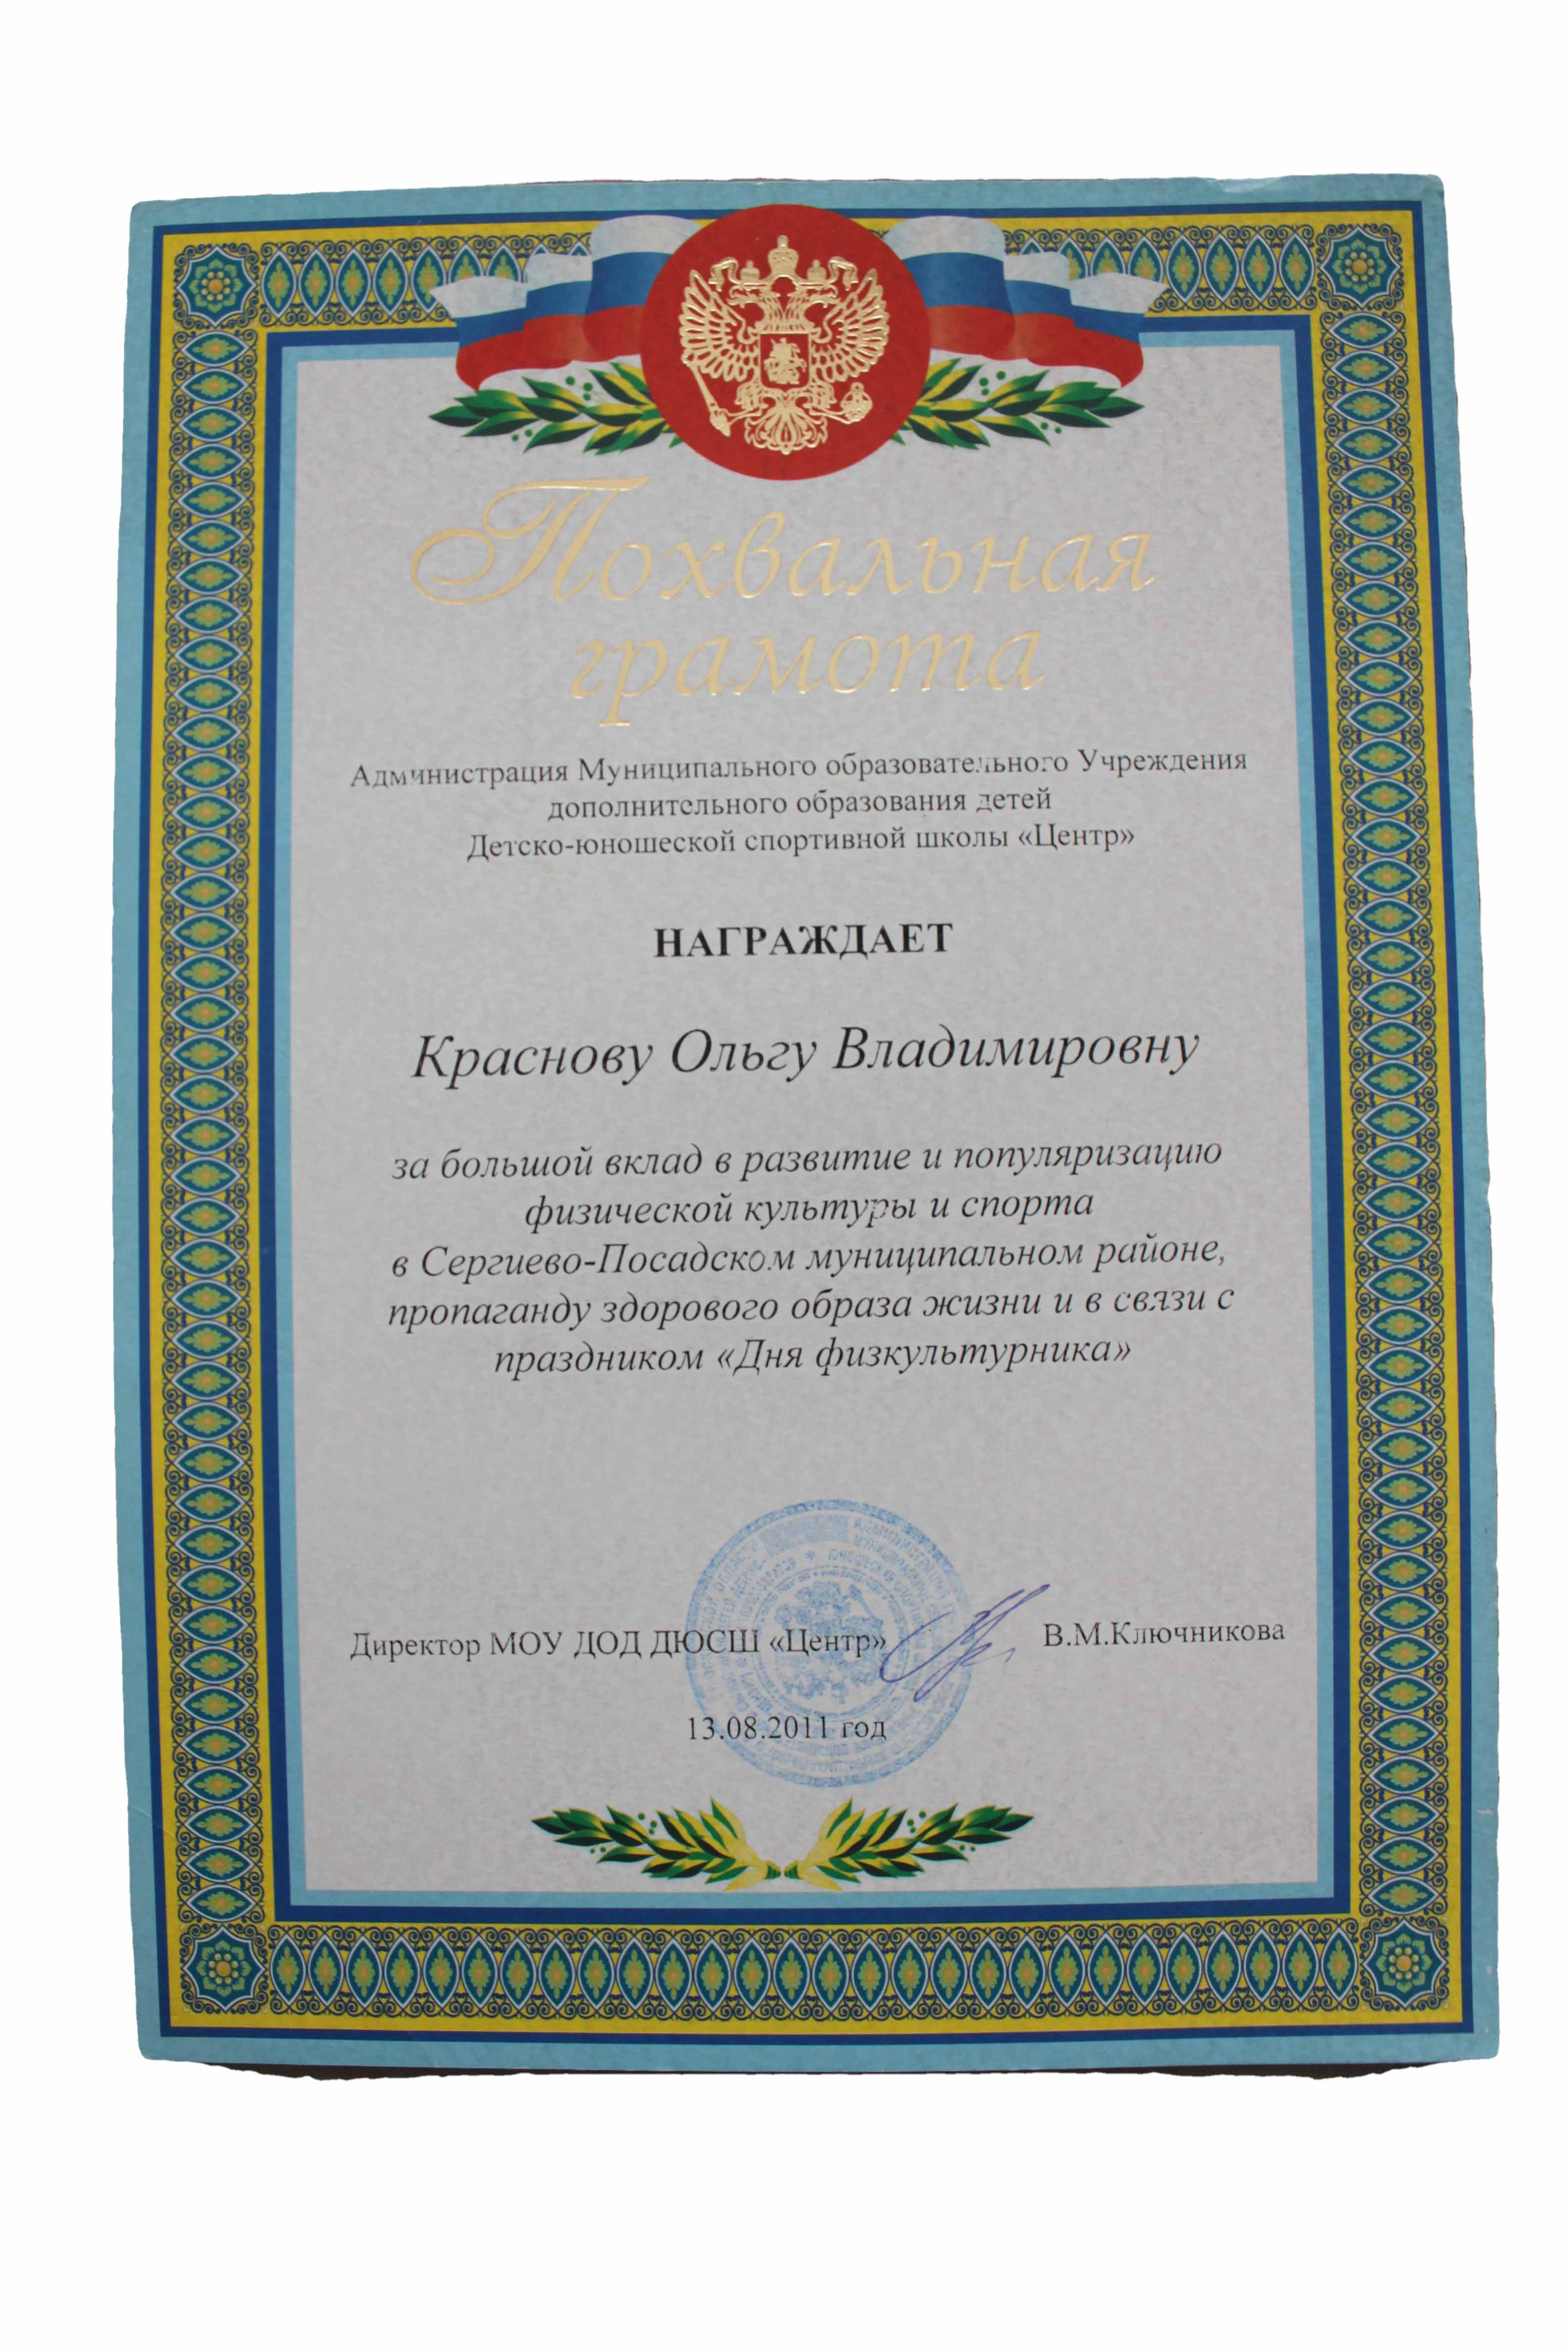 Похвальная
грамота
Администрация Муниципального образовательного Учреждения
дополнительного образования детей
Детско-юношеской спортивной школы «Центр»
НАГРАЖДАЕТ
Краснову Ольгу Владимировну
за большой вклад в развитие и популяризацию
физической культуры и спорта
в Сергиево-Посадском муниципальном районе,
пропаганду здорового образа жизни и в связи с
праздником «Дня физкультурника»
Директор МОУ ДОД ДЮСШ «Центр» В.М.Ключникова
13.08.2011 год